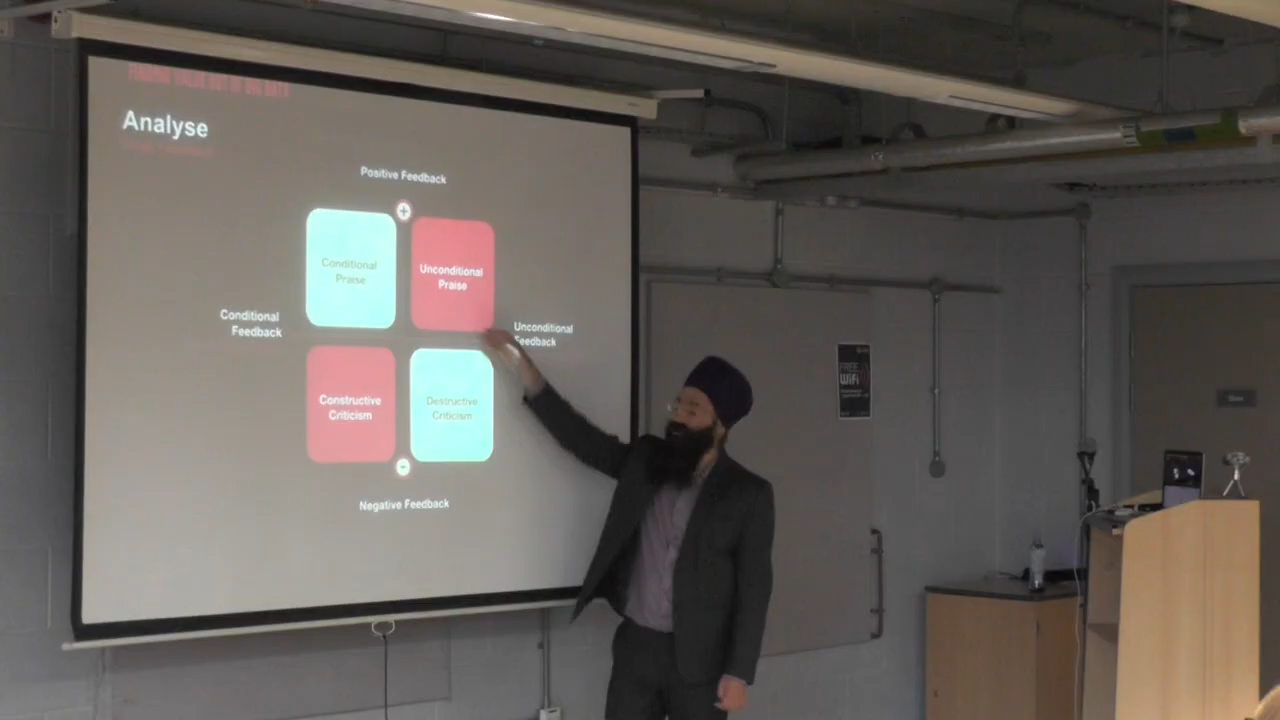 Analyse
Positive Feedback
Conditional
Praise
Unconditional
Praise
Conditional
Feedback
Unconditional
Feedback
Constructive
Criticism
Destructive
Criticism
Negative Feedback
FREE
WiFi